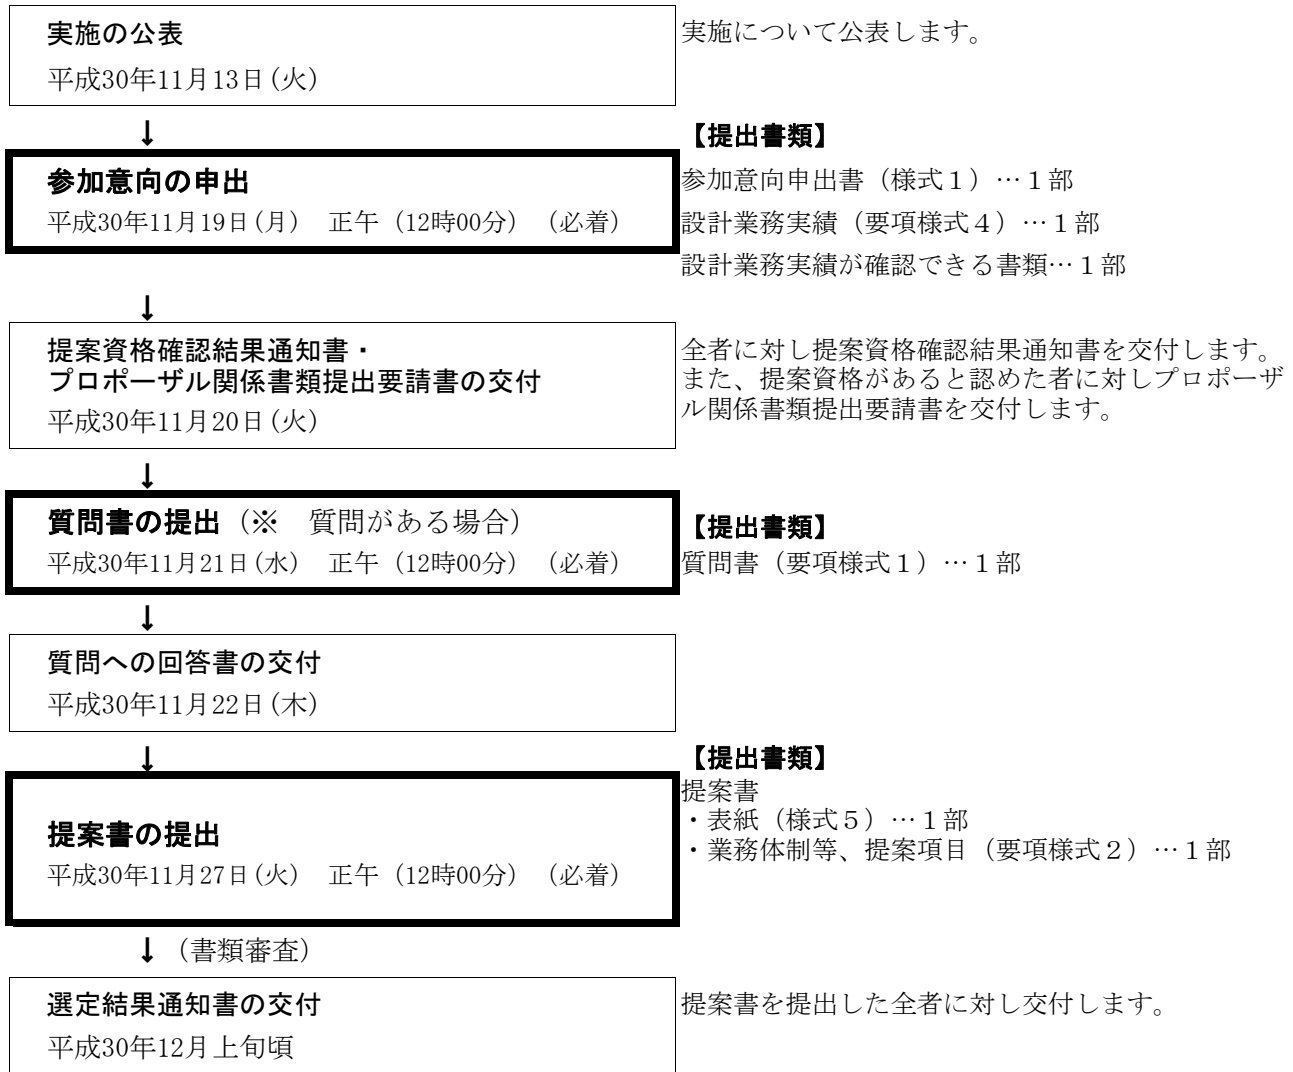 実施の公表
平成30年11月13日(火)
実施について公表します。
↓
【提出書類】
参加意向の申出
平成30年11月19日(月)　正午（12時00分）（必着）
参加意向申出書（様式１）…１部
設計業務実績（要項様式４）…１部
設計業務実績が確認できる書類…１部
↓
提案資格確認結果通知書・
プロポーザル関係書類提出要請書の交付
平成30年11月20日(火)
全者に対し提案資格確認結果通知書を交付します。
また、提案資格があると認めた者に対しプロポーザ
ル関係書類提出要請書を交付します。
↓
質問書の提出（※　質問がある場合）
平成30年11月21日(水)　正午（12時00分）（必着）
【提出書類】
質問書（要項様式１）…１部
↓
質問への回答書の交付
平成30年11月22日(木)
↓
【提出書類】
提案書
・表紙（様式５）…１部
・業務体制等、提案項目（要項様式２）…１部
提案書の提出
平成30年11月27日(火)　正午（12時00分）（必着）
↓（書類審査）
選定結果通知書の交付
平成30年12月上旬頃
提案書を提出した全者に対し交付します。